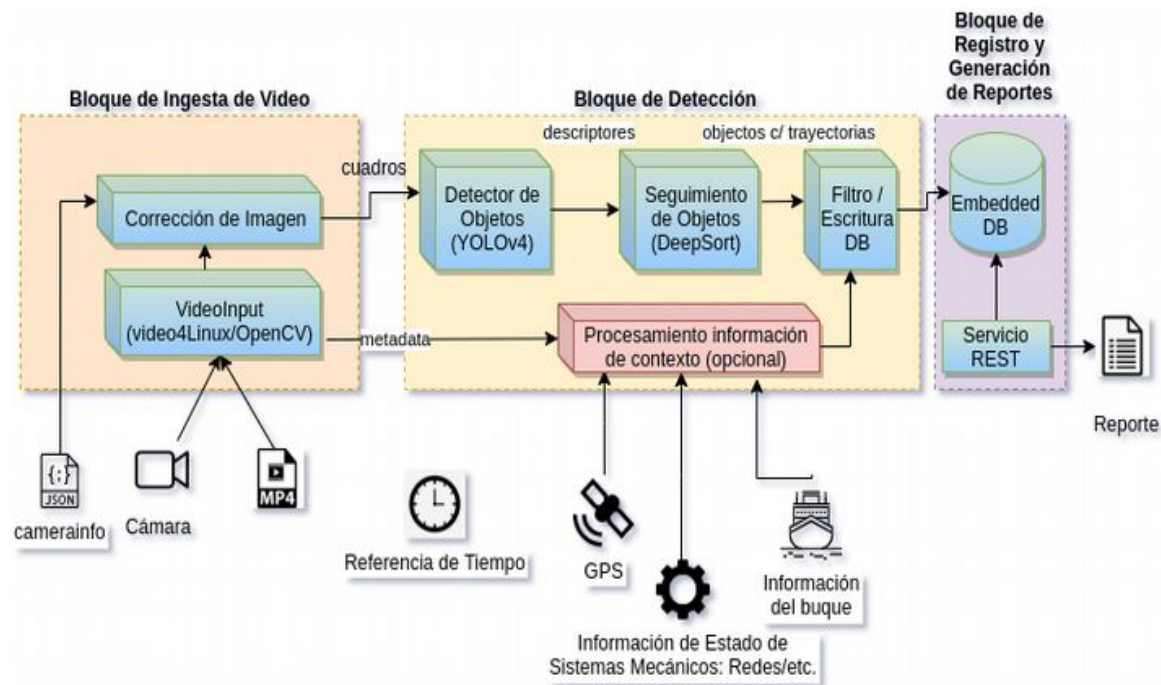 Bloque de Ingesta de Video
cuadros
Corrección de Imagen
VideoInput
(video4Linux/OpenCV)
metadata
{;}
JSON
camerainfo
Cámara
MP4
Bloque de Detección
descriptores
objectos c/ trayectorias
Detector de
Objetos
(YOLOv4)
Seguimiento
de Objetos
(DeepSort)
Filtro /
Escritura
DB
Procesamiento información
de contexto (opcional)
Referencia de Tiempo
GPS
Información de Estado de
Sistemas Mecánicos: Redes/etc.
Información
del buque
Bloque de
Registro y
Generación
de Reportes
Embedded
DB
Servicio
REST
Reporte